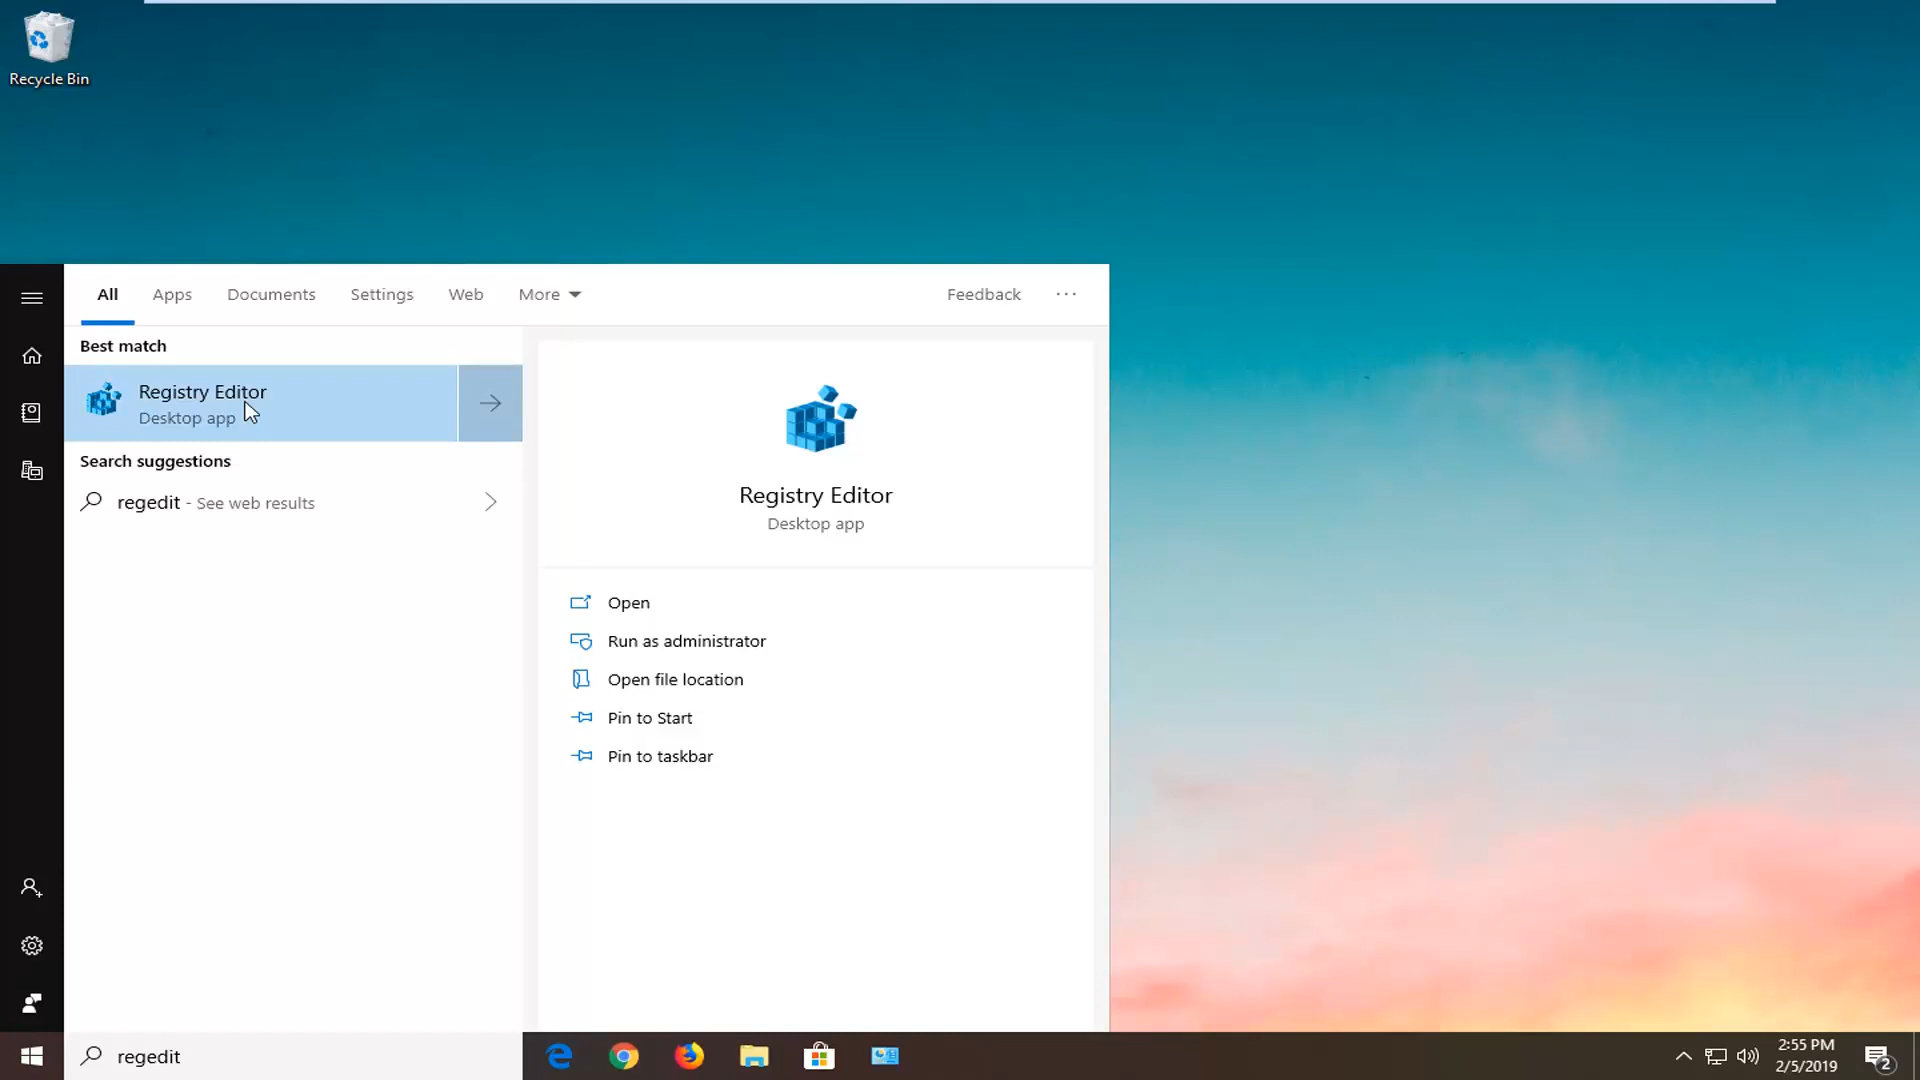 Recycle Bin
All Apps Documents Settings Web More Feedback ...
Best match
Registry Editor
Desktop app
Search suggestions
regedit - See web results
Registry Editor
Desktop app
Open
Run as administrator
Open file location
Pin to Start
Pin to taskbar
regedit
2:55 PM
2/5/2019
2